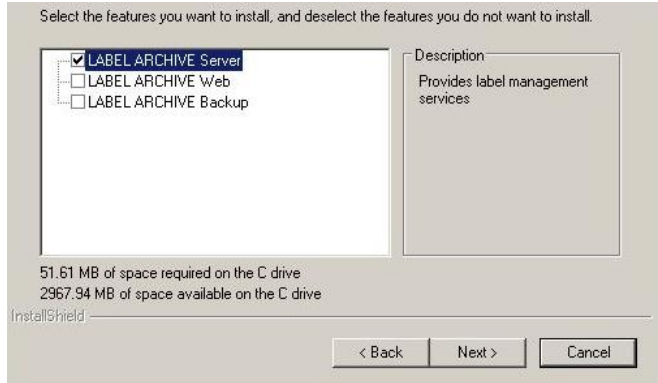 Select the features you want to install, and deselect the features you do not want to install.
LABEL ARCHIVE Server
LABEL ARCHIVE Web
LABEL ARCHIVE Backup
Description
Provides label management
services
51.61 MB of space required on the C drive
2967.94 MB of space available on the C drive
InstallShield
< Back
Next >
Cancel